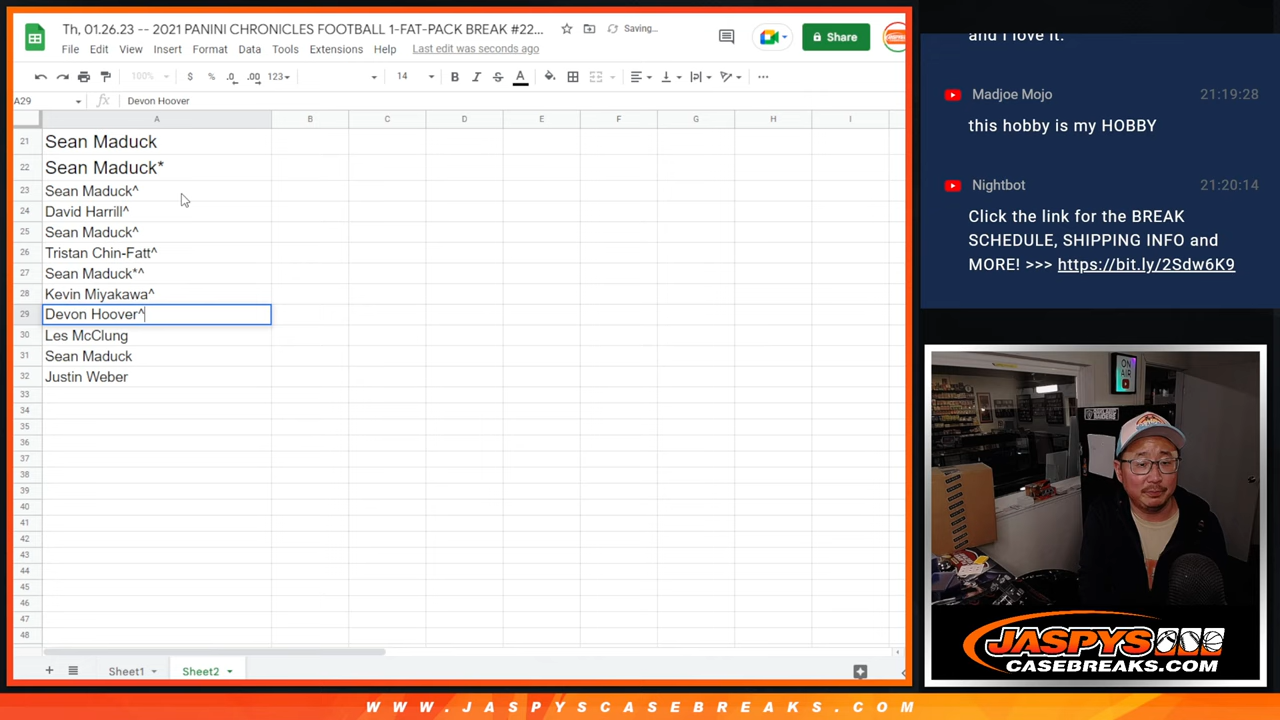 Th, 01.26.23 -- 2021 PANINI CHRONICLES FOOTBALL 1-FAT-PACK BREAK #22...
Saving...
Share
File Edit View Insert Format Data Tools Extensions Help Last edit was seconds ago
100% $ % .0 .00 123 14 B I S A
A29 fx Devon Hoover
A B C D E F G H I
21 Sean Maduck
22 Sean Maduck*
23 Sean Maduck^
24 David Harrill^
25 Sean Maduck^
26 Tristan Chin-Fatt^
27 Sean Maduck*^
28 Kevin Miyakawa^
29 Devon Hoover^
30 Les McClung
31 Sean Maduck
32 Justin Weber
33
34
35
36
37
38
39
40
41
42
43
44
45
46
47
48
Sheet1 Sheet2
and I love it.
Madjoe Mojo 21:19:28
this hobby is my HOBBY
Nightbot 21:20:14
Click the link for the BREAK
SCHEDULE, SHIPPING INFO and
MORE! >>> https://bit.ly/2Sdw6K9
ON
AIR
JASPYS
CASEBREAKS.COM
WWW.JASPYSCASEBREAKS.COM